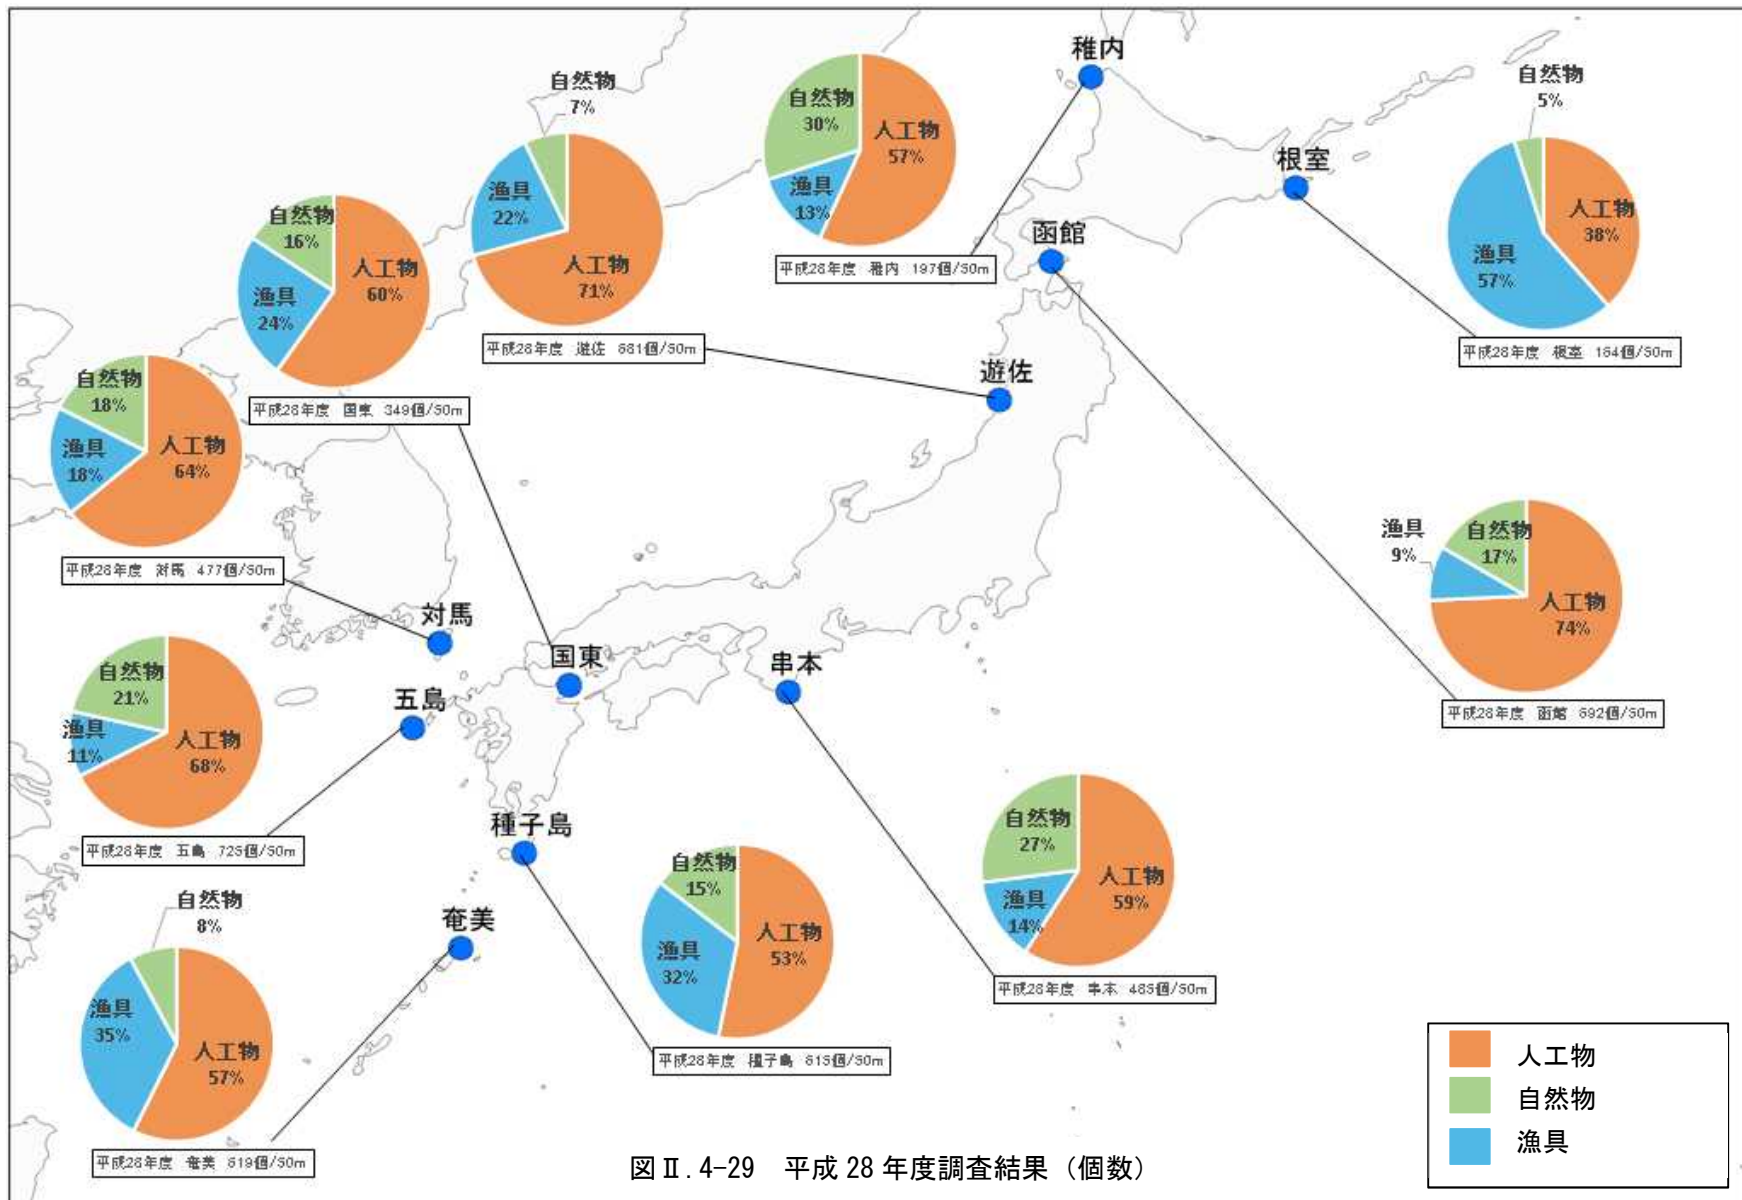 稚内
自然物
5%
自然物
7%
自然物
30%
人工物
57%
漁具
13%
根室
人工物
38%
漁具
57%
漁具
22%
人工物
71%
函館
自然物
16%
人工物
60%
漁具
24%
平成28年度 稚内 197個/50m
平成28年度 遊佐 681個/50m
平成28年度 根室 164個/50m
遊佐
自然物
18%
人工物
64%
漁具
18%
平成28年度 国東 349個/50m
漁具
9%
自然物
17%
人工物
74%
平成28年度 対馬 477個/50m
対馬
国東
串本
五島
平成28年度 函館 692個/50m
自然物
21%
漁具
11%
人工物
68%
平成28年度 五島 725個/50m
種子島
自然物
27%
人工物
59%
漁具
14%
自然物
15%
人工物
53%
漁具
32%
奄美
自然物
8%
漁具
35%
人工物
57%
平成28年度 串本 485個/50m
平成28年度 種子島
平成28年度 奄美
人工物
自然物
漁具
図Ⅱ.4-29 平成28年度調査結果（個数）